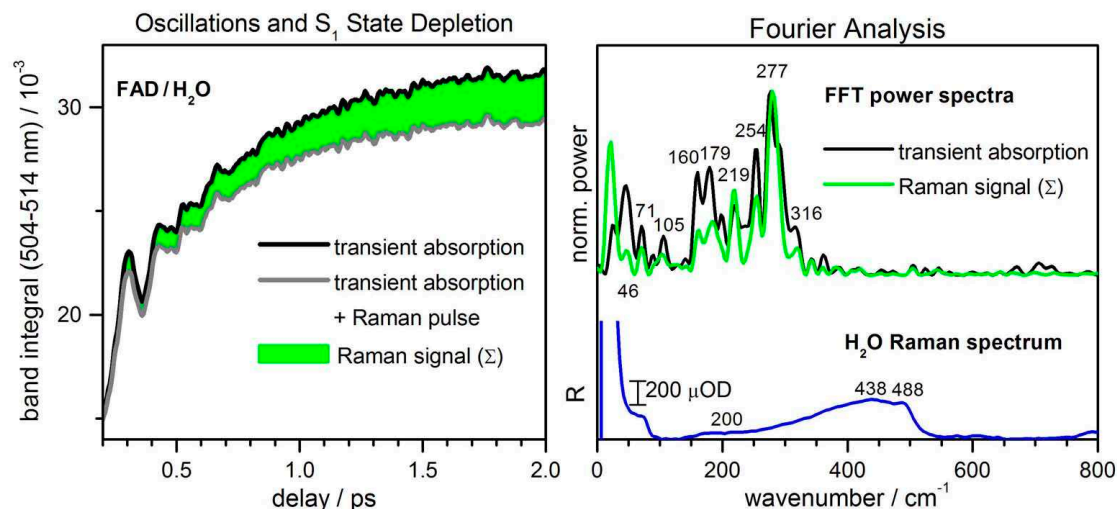 Oscillations and S₁ State Depletion
band integral (504-514 nm) / 10⁻³
30
20
FAD / H₂O
transient absorption
transient absorption
+ Raman pulse
Raman signal (Σ)
0.5
1.0
1.5
2.0
delay / ps
Fourier Analysis
norm. power
R
277
FFT power spectra
254
transient absorption
160
179
219
Raman signal (Σ)
71
105
316
46
H₂O Raman spectrum
200 μOD
438
488
200
0
200
400
600
800
wavenumber / cm⁻¹